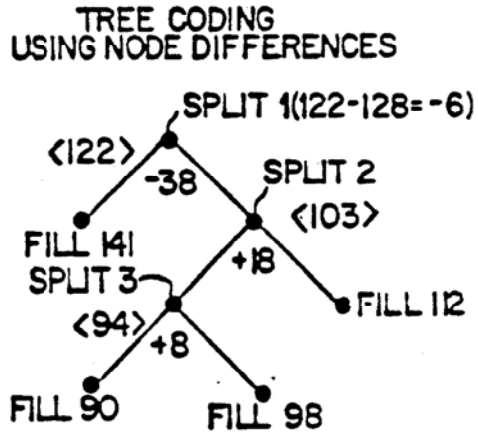 TREE CODING
USING NODE DIFFERENCES
SPLIT 1(122-128=-6)
<122>
-38
SPLIT 2
<103>
FILL 141
+18
SPLIT 3
FILL 112
<94>
+8
FILL 90
FILL 98